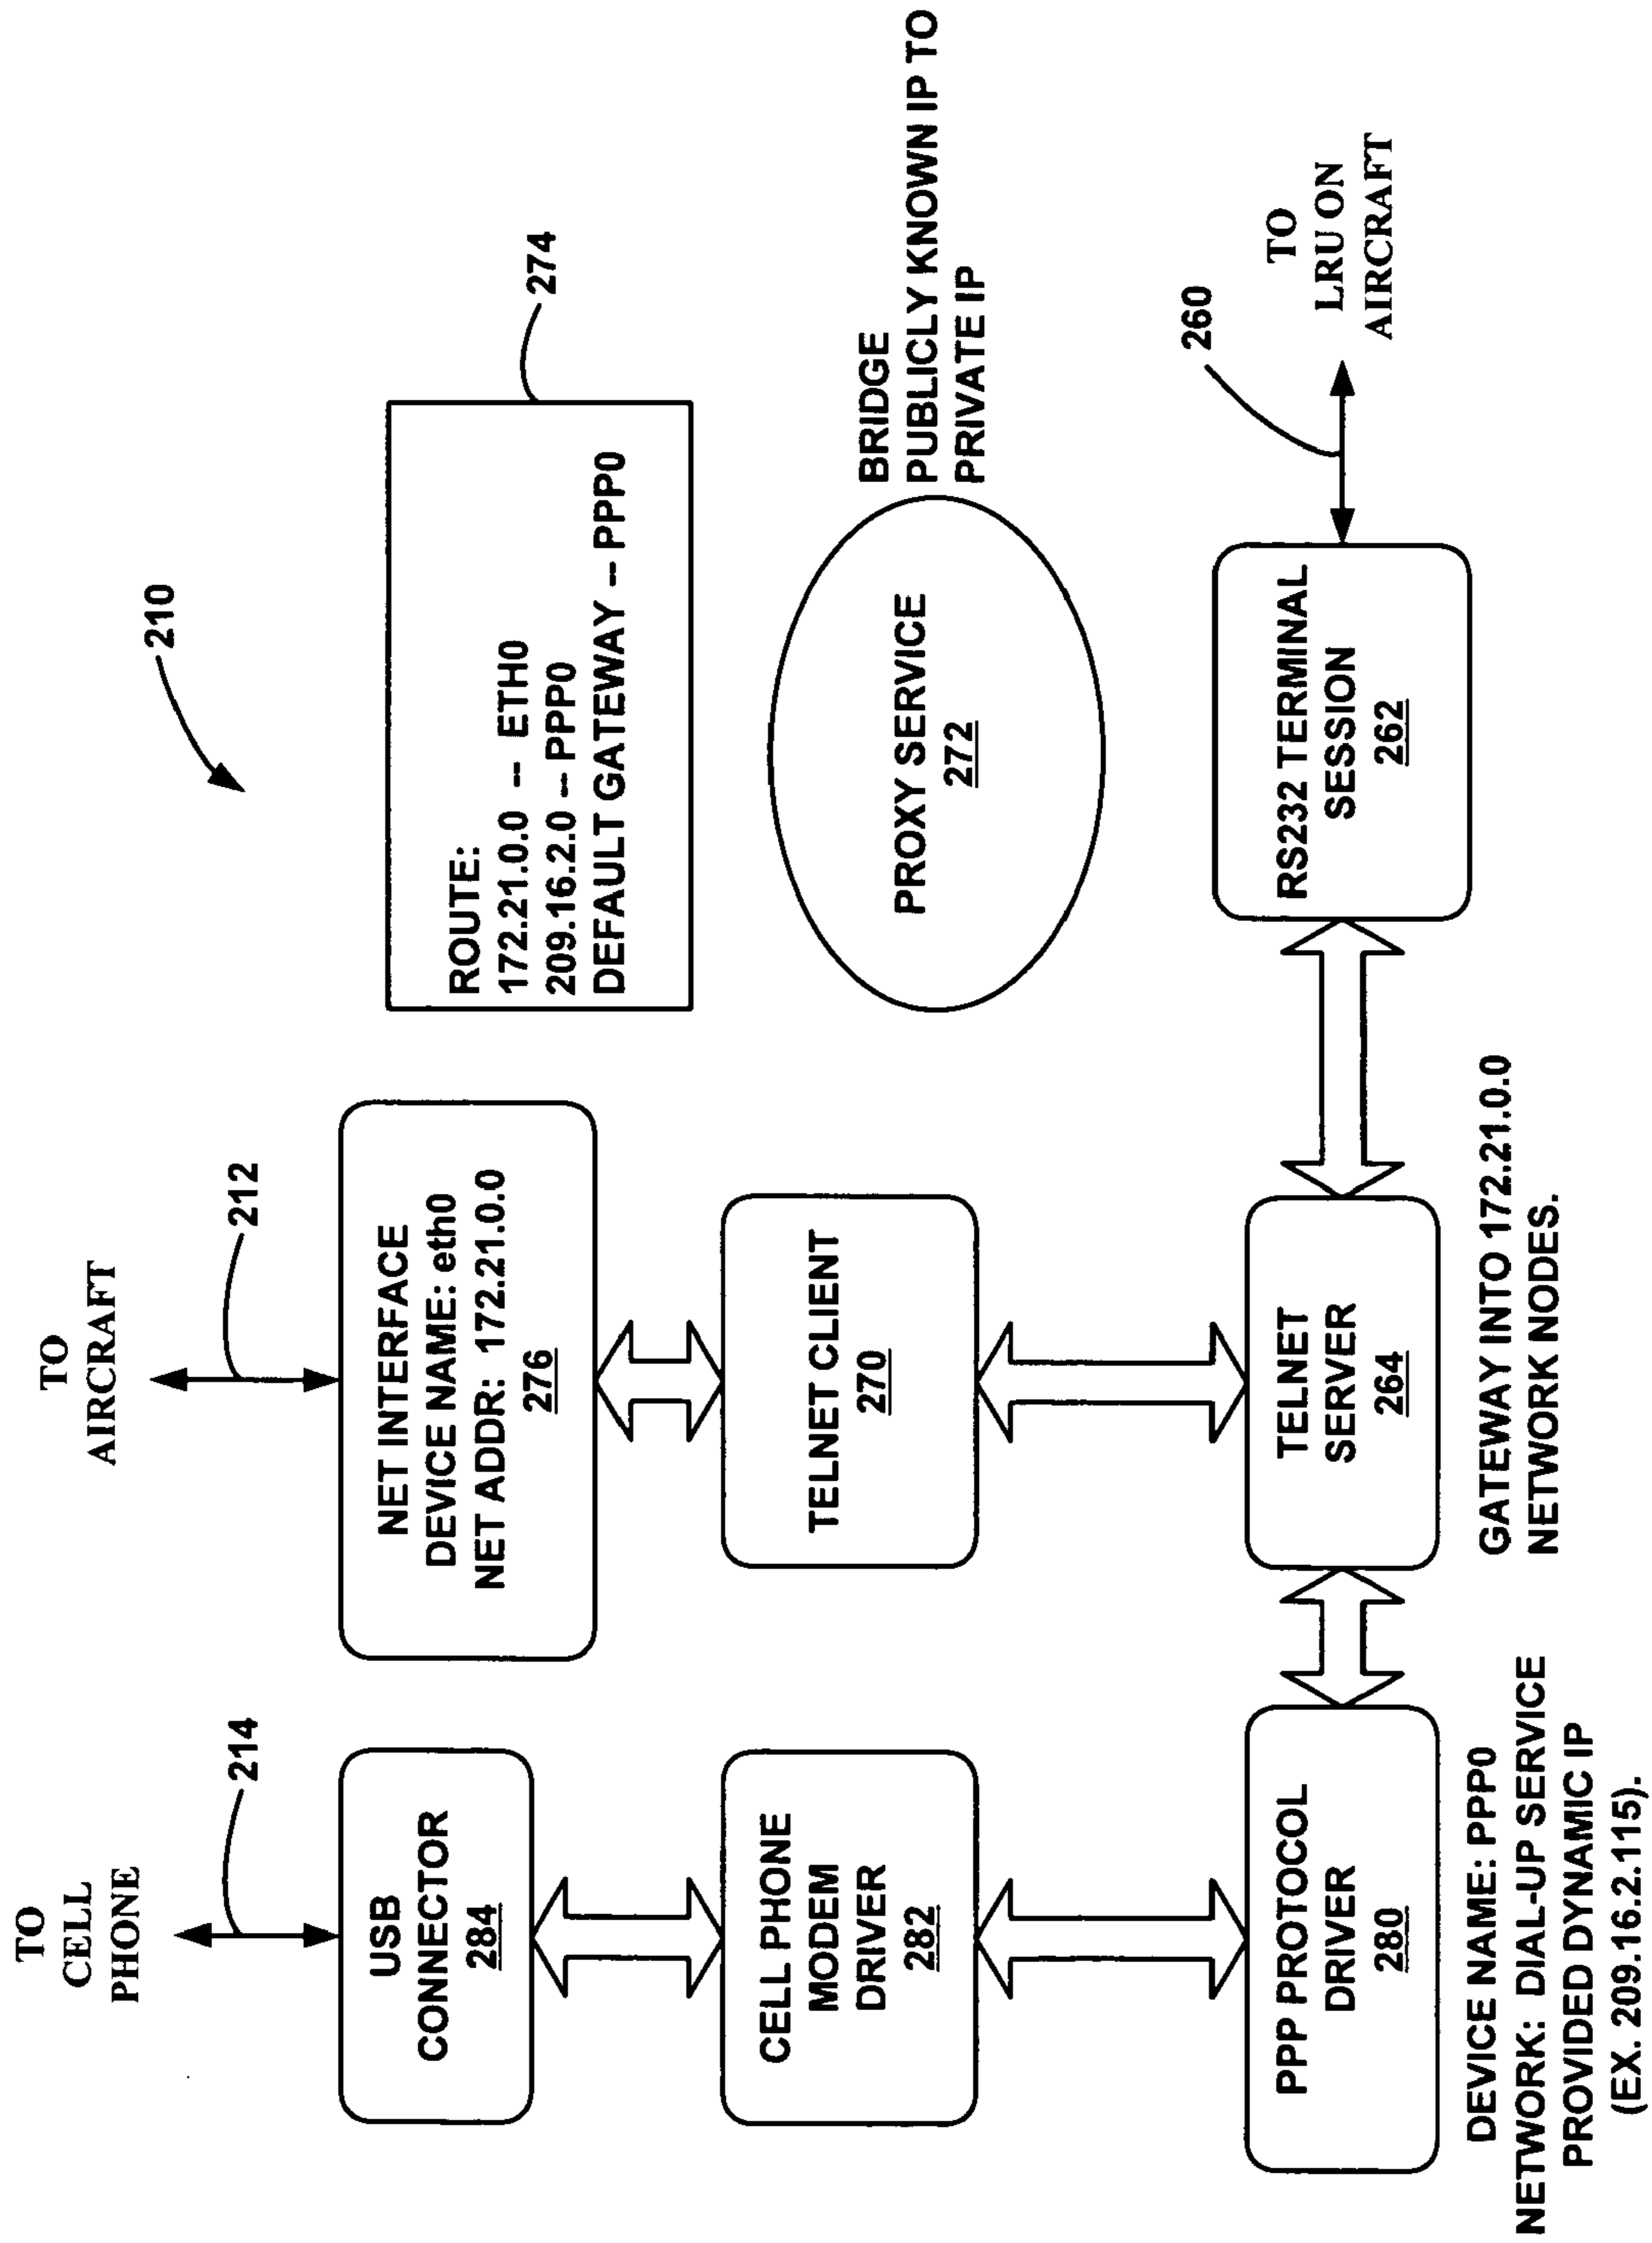 210
TO
CELL
PHONE
214
TO
AIRCRAFT
212
USB
CONNECTOR
284
NET INTERFACE
DEVICE NAME: eth0
NET ADDR: 172.21.0.0
276
ROUTE:
172.21.0.0 -- ETH0
209.16.2.0 -- PPP0
DEFAULT GATEWAY -- PPP0
274
CELL PHONE
MODEM
DRIVER
282
TELNET CLIENT
270
PROXY SERVICE
272
BRIDGE
PUBLICLY KNOWN IP TO
PRIVATE IP
PPP PROTOCOL
DRIVER
280
TELNET
SERVER
264
RS232 TERMINAL
SESSION
262
260
TO
LRU ON
AIRCRAFT
DEVICE NAME: PPP0
NETWORK: DIAL-UP SERVICE
PROVIDED DYNAMIC IP
(EX. 209.16.2.115).
GATEWAY INTO 172.21.0.0
NETWORK NODES.